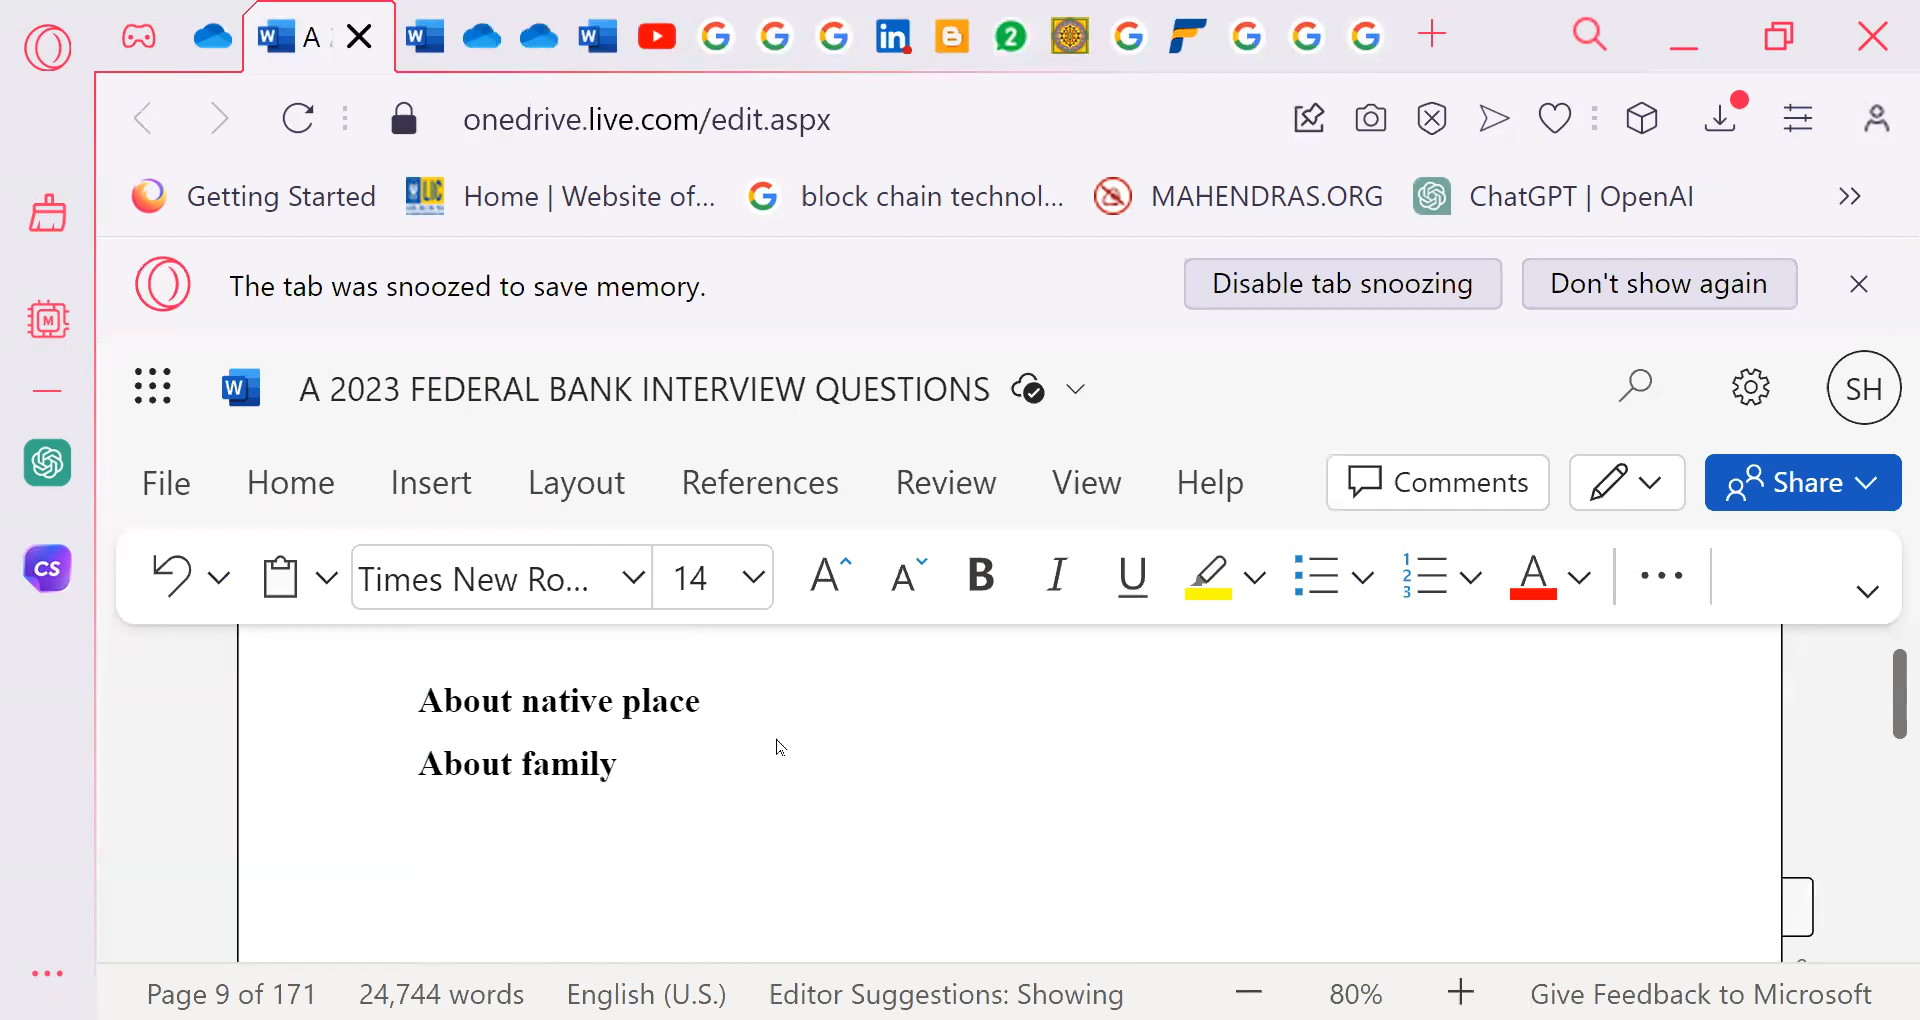 A
onedrive.live.com/edit.aspx
Getting Started Home | Website of... block chain technol... MAHENDRAS.ORG ChatGPT | OpenAI
The tab was snoozed to save memory. Disable tab snoozing Don't show again
A 2023 FEDERAL BANK INTERVIEW QUESTIONS SH
File Home Insert Layout References Review View Help Comments Share
Times New Ro... 14
About native place
About family
Page 9 of 171 24,744 words English (U.S.) Editor Suggestions: Showing 80% Give Feedback to Microsoft